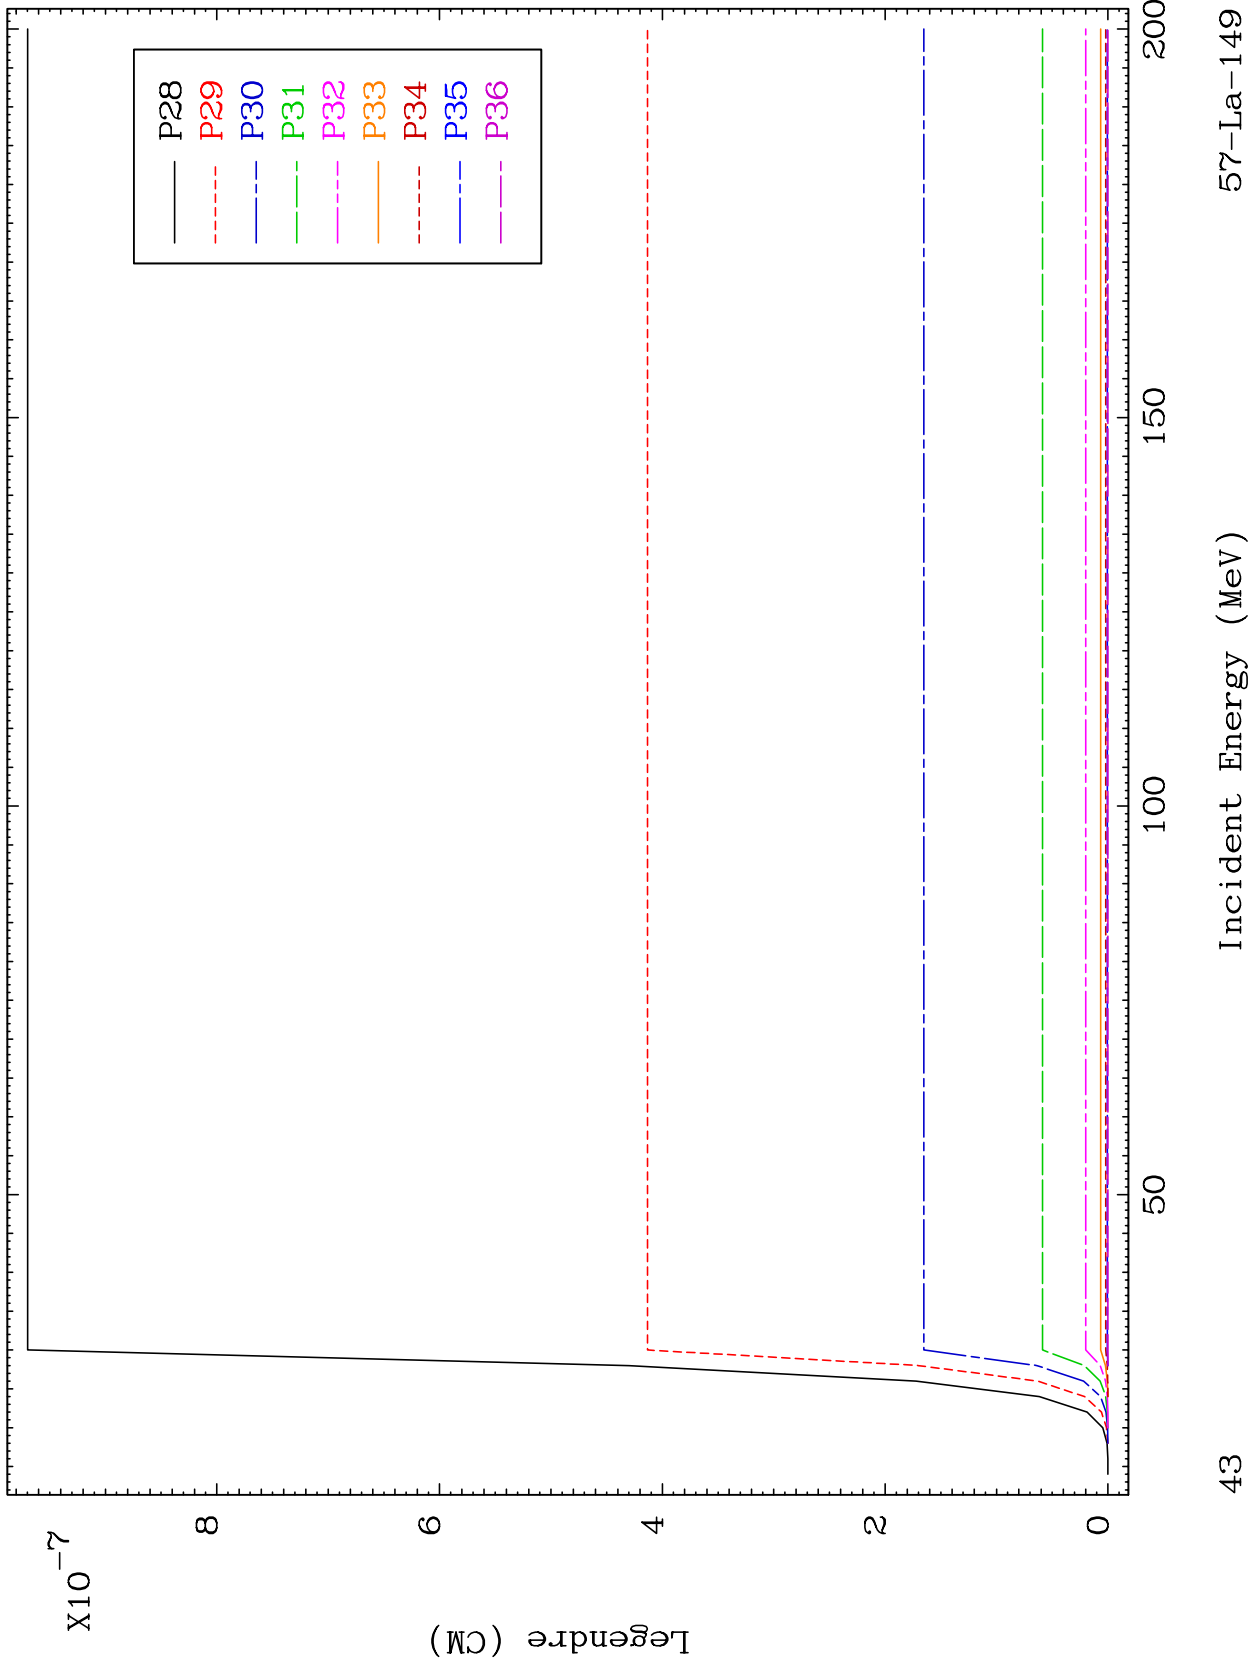 X10-7
8
6
4
2
0
Legendre (CM)
P28
P29
P30
P31
P32
P33
P34
P35
P36
50
100
150
200
43
Incident Energy (MeV)
57-La-149